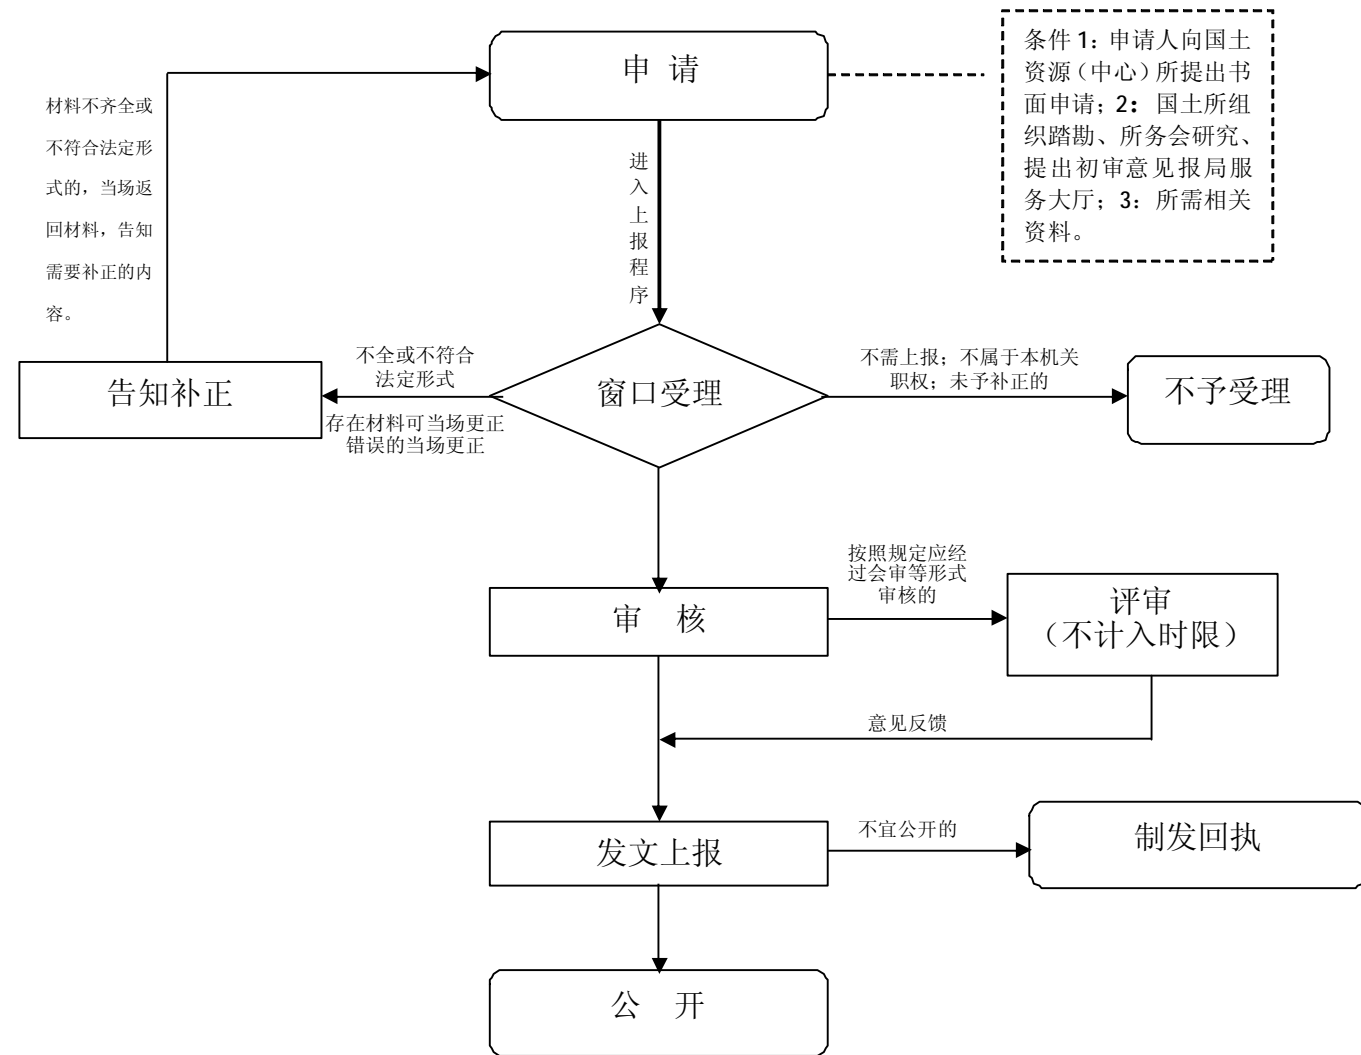 申 请
条件 1：申请人向国土
资源（中心）所提出书
面申请；2：国土所组
织踏勘、所务会研究、
提出初审意见报局服
务大厅；3：所需相关
资料。
材料不齐全或
不符合法定形
式的，当场返
回材料，告知
需要补正的内
容。
进入上报程序
告知补正
不全或不符合
法定形式
存在材料可当场更正
错误的当场更正
窗口受理
不需上报；不属于本机关
职权；未予补正的
不予受理
审 核
按照规定应经
过会审等形式
审核的
评审
（不计入时限）
意见反馈
发文上报
不宜公开的
制发回执
公 开